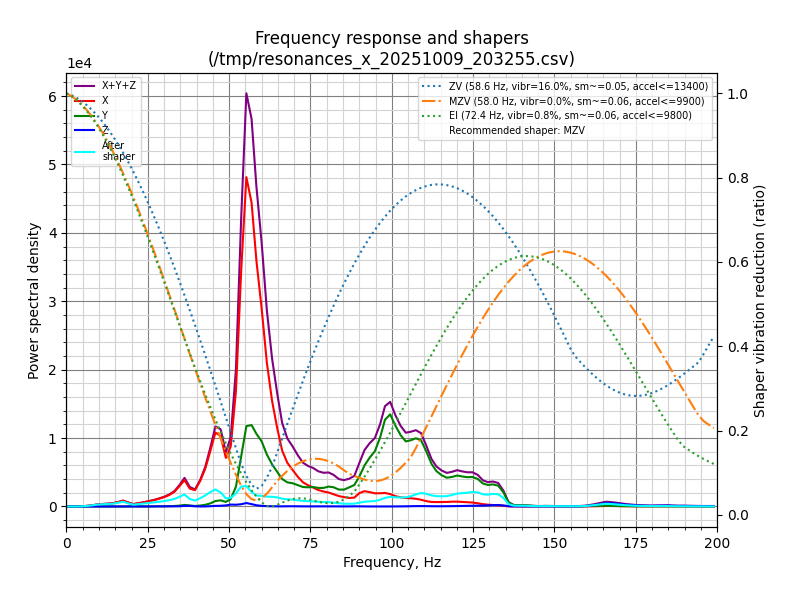 Frequency response and shapers
(/tmp/resonances_x_20251009_203255.csv)
1e4
X+Y+Z
X
Y
Z
After
shaper
ZV (58.6 Hz, vibr=16.0%, sm~=0.05, accel<=13400)
MZV (58.0 Hz, vibr=0.0%, sm~=0.06, accel<=9900)
EI (72.4 Hz, vibr=0.8%, sm~=0.06, accel<=9800)
Recommended shaper: MZV
6
5
4
3
2
1
0
Power spectral density
1.0
0.8
0.6
0.4
0.2
0.0
Shaper vibration reduction (ratio)
0 25 50 75 100 125 150 175 200
Frequency, Hz